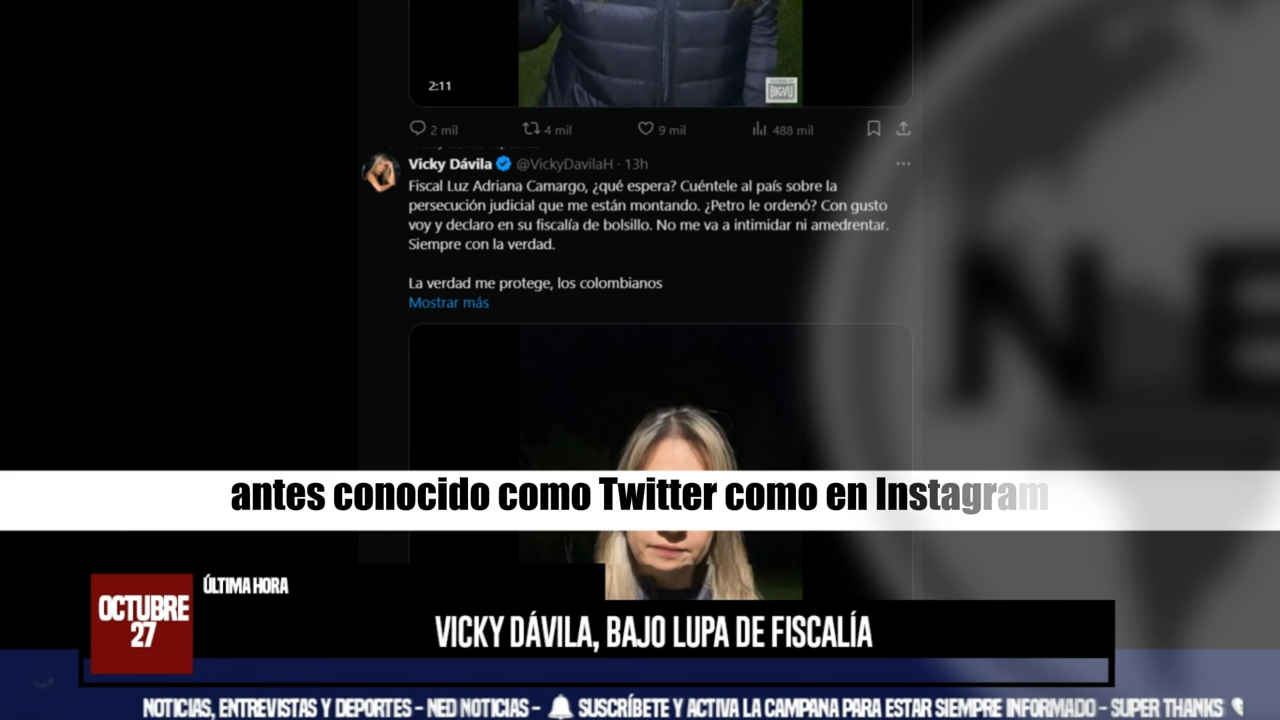 2:11
BIGVU
2 mil
4 mil
9 mil
488 mil
Vicky Dávila @VickyDavilaH · 13h
Fiscal Luz Adriana Camargo, ¿qué espera? Cuéntele al país sobre la
persecución judicial que me están montando. ¿Petro le ordenó? Con gusto
voy y declaro en su fiscalía de bolsillo. No me va a intimidar ni amedrentar.
Siempre con la verdad.
La verdad me protege, los colombianos
Mostrar más
NE
antes conocido como Twitter como en Instagram
ÚLTIMA HORA
OCTUBRE
27
VICKY DÁVILA, BAJO LUPA DE FISCALÍA
NOTICIAS, ENTREVISTAS Y DEPORTES - NED NOTICIAS - SUSCRÍBETE Y ACTIVA LA CAMPANA PARA ESTAR SIEMPRE INFORMADO - SUPER THANKS